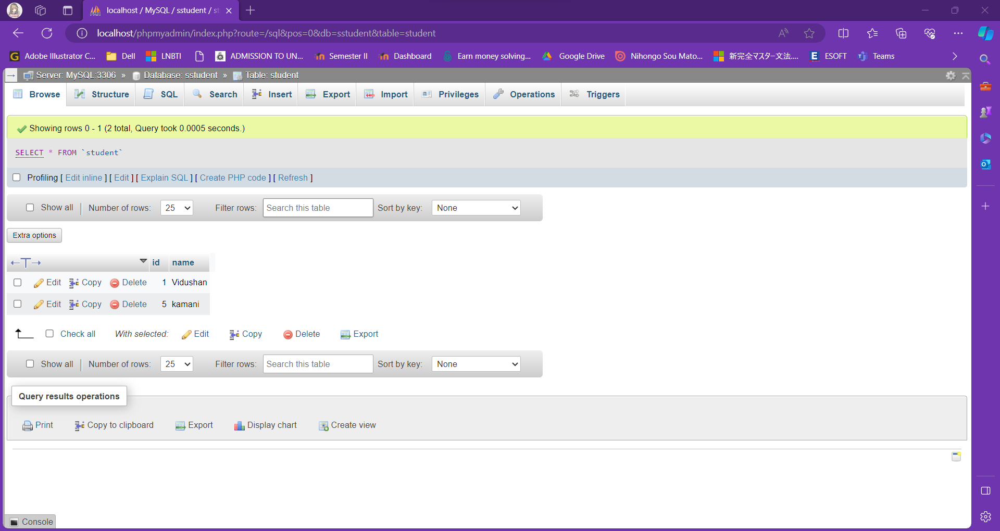 localhost / MySQL / sstudent / st
localhost/phpmyadmin/index.php?route=/sql&pos=0&db=sstudent&table=student
Adobe Illustrator C... Dell LNBTI ADMISSION TO UN... Semester II Dashboard Earn money solving... Google Drive Nihongo Sou Mato... 新完全マスター文法.... ESOFT Teams
Server: MySQL:3306 » Database: sstudent » Table: student
Browse Structure SQL Search Insert Export Import Privileges Operations Triggers
Showing rows 0 - 1 (2 total, Query took 0.0005 seconds.)
SELECT * FROM `student`
Profiling [ Edit inline ] [ Edit ] [ Explain SQL ] [ Create PHP code ] [ Refresh ]
Show all Number of rows: 25 Filter rows: Search this table Sort by key: None
Extra options
id name
Edit Copy Delete 1 Vidushan
Edit Copy Delete 5 kamani
Check all With selected: Edit Copy Delete Export
Show all Number of rows: 25 Filter rows: Search this table Sort by key: None
Query results operations
Print Copy to clipboard Export Display chart Create view
Console